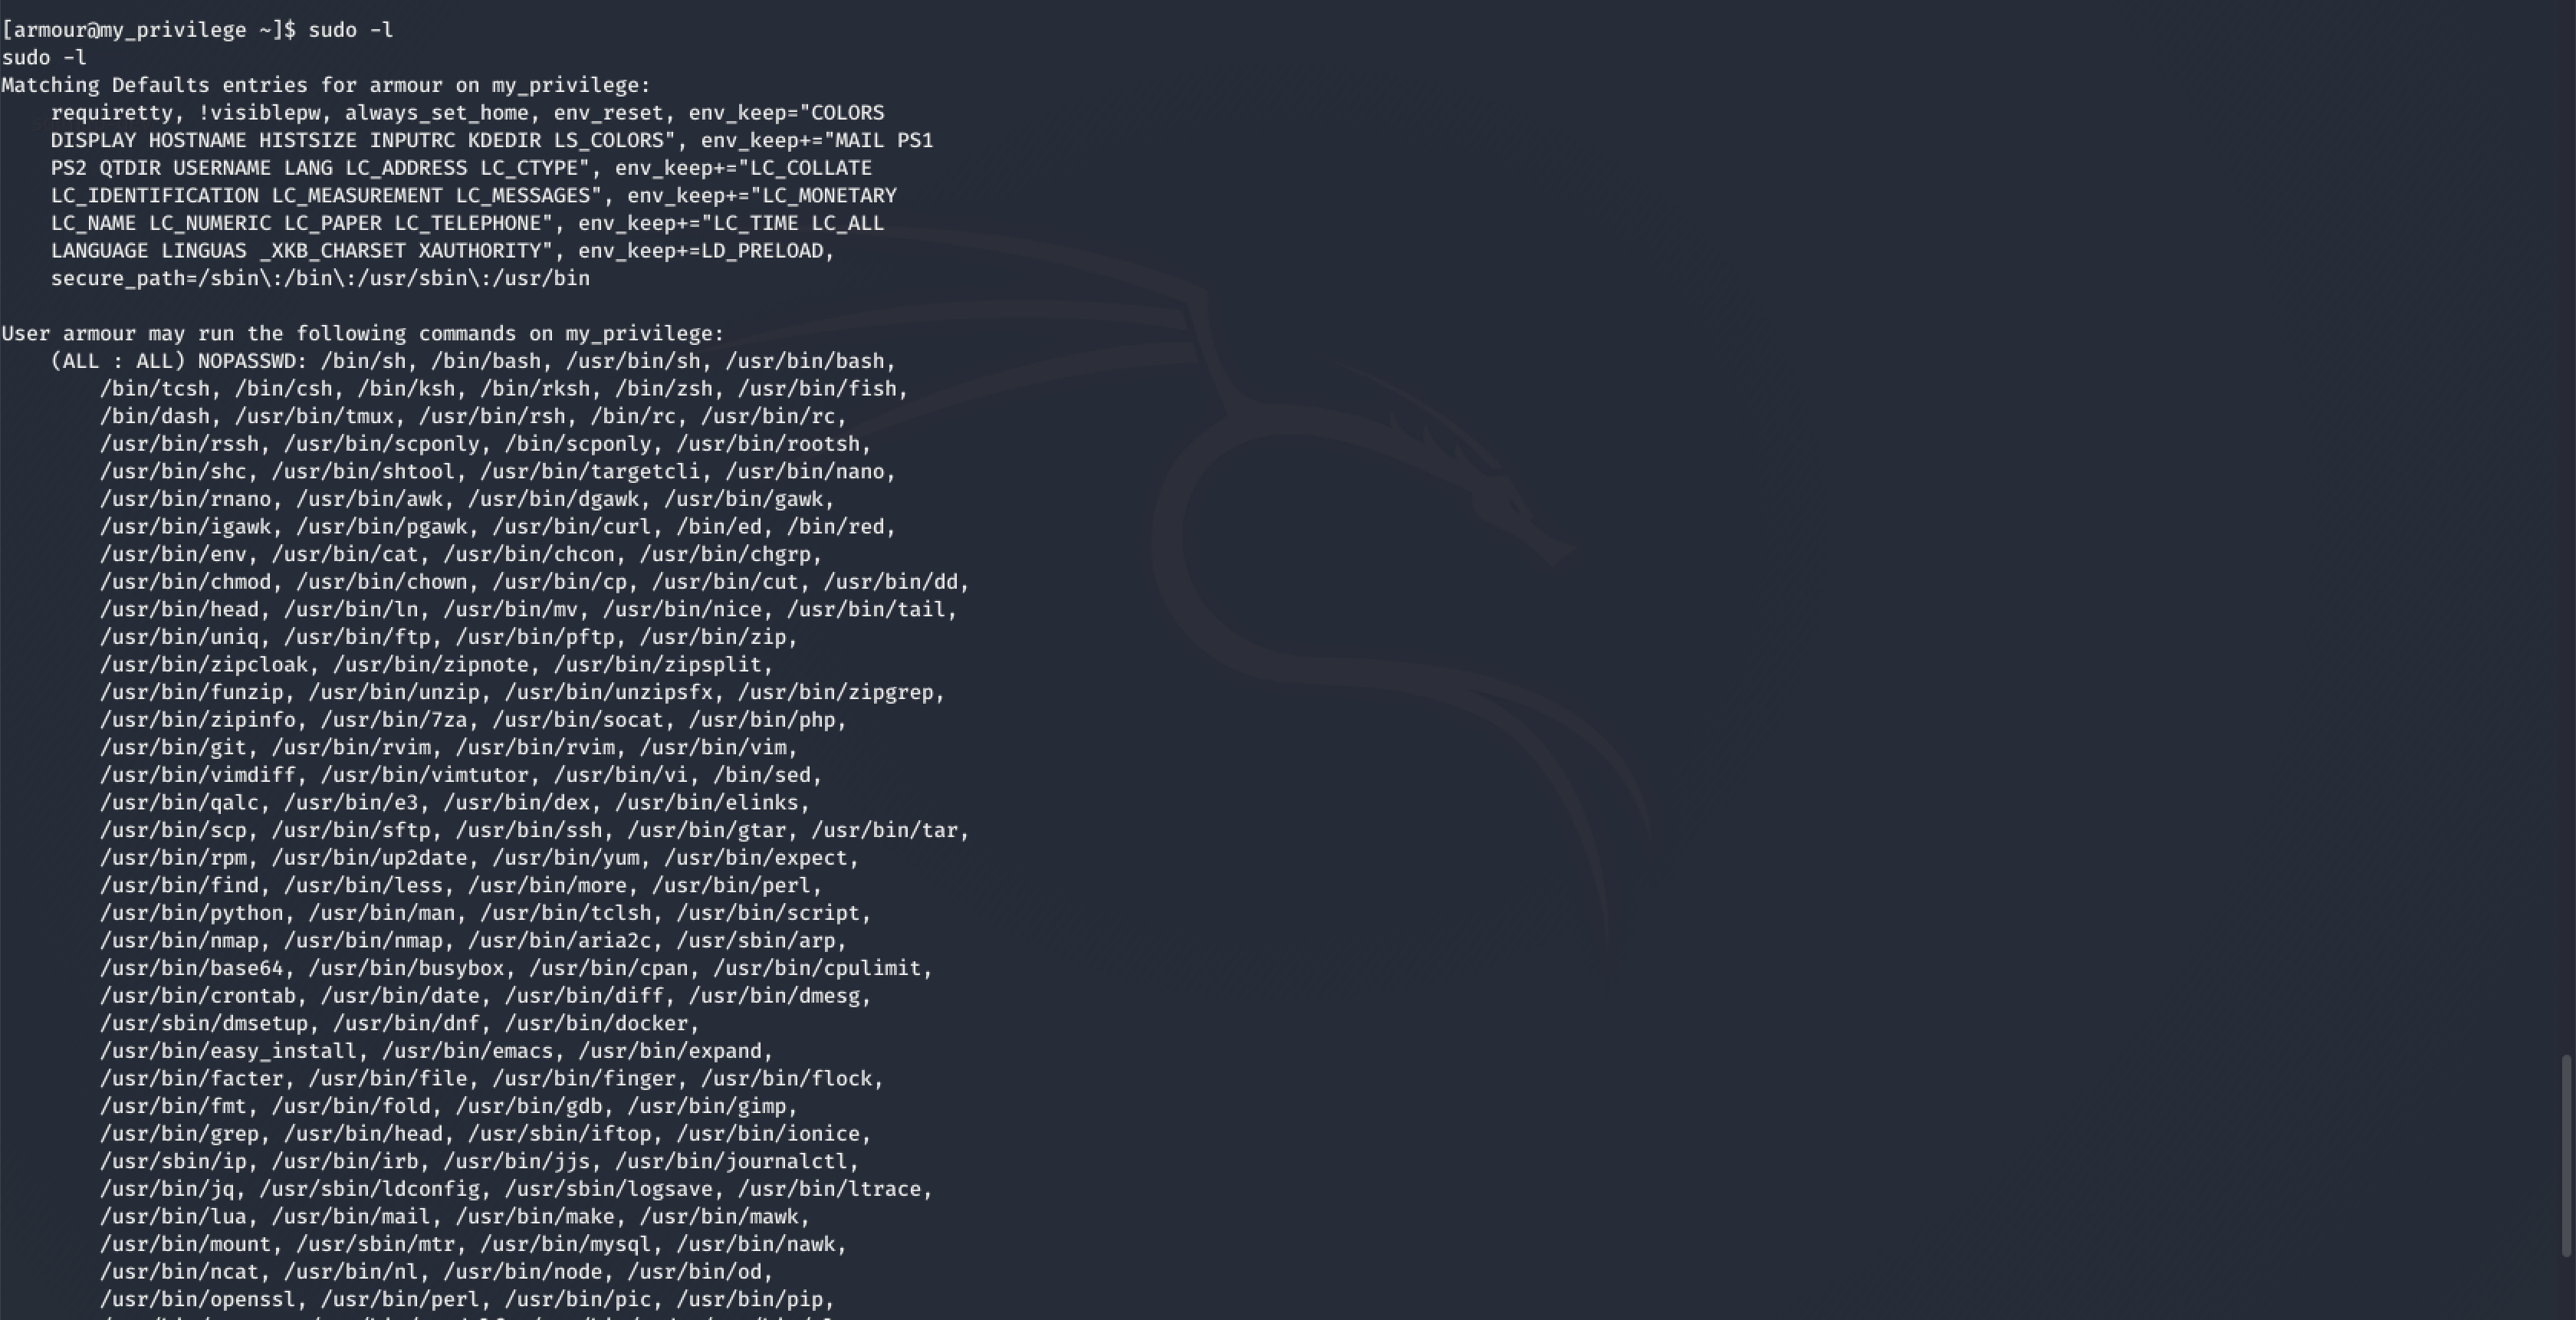 [armour@my_privilege ~]$ sudo -l
sudo -l
Matching Defaults entries for armour on my_privilege:
    requiretty, !visiblepw, always_set_home, env_reset, env_keep="COLORS
    DISPLAY HOSTNAME HISTSIZE INPUTRC KDEDIR LS_COLORS", env_keep+="MAIL PS1
    PS2 QTDIR USERNAME LANG LC_ADDRESS LC_CTYPE", env_keep+="LC_COLLATE
    LC_IDENTIFICATION LC_MEASUREMENT LC_MESSAGES", env_keep+="LC_MONETARY
    LC_NAME LC_NUMERIC LC_PAPER LC_TELEPHONE", env_keep+="LC_TIME LC_ALL
    LANGUAGE LINGUAS _XKB_CHARSET XAUTHORITY", env_keep+=LD_PRELOAD,
    secure_path=/sbin\:/bin\:/usr/sbin\:/usr/bin

User armour may run the following commands on my_privilege:
    (ALL : ALL) NOPASSWD: /bin/sh, /bin/bash, /usr/bin/sh, /usr/bin/bash,
        /bin/tcsh, /bin/csh, /bin/ksh, /bin/rksh, /bin/zsh, /usr/bin/fish,
        /bin/dash, /usr/bin/tmux, /usr/bin/rsh, /bin/rc, /usr/bin/rc,
        /usr/bin/rssh, /usr/bin/scponly, /bin/scponly, /usr/bin/rootsh,
        /usr/bin/shc, /usr/bin/shtool, /usr/bin/targetcli, /usr/bin/nano,
        /usr/bin/rnano, /usr/bin/awk, /usr/bin/dgawk, /usr/bin/gawk,
        /usr/bin/igawk, /usr/bin/pgawk, /usr/bin/curl, /bin/ed, /bin/red,
        /usr/bin/env, /usr/bin/cat, /usr/bin/chcon, /usr/bin/chgrp,
        /usr/bin/chmod, /usr/bin/chown, /usr/bin/cp, /usr/bin/cut, /usr/bin/dd,
        /usr/bin/head, /usr/bin/ln, /usr/bin/mv, /usr/bin/nice, /usr/bin/tail,
        /usr/bin/uniq, /usr/bin/ftp, /usr/bin/pftp, /usr/bin/zip,
        /usr/bin/zipcloak, /usr/bin/zipnote, /usr/bin/zipsplit,
        /usr/bin/funzip, /usr/bin/unzip, /usr/bin/unzipsfx, /usr/bin/zipgrep,
        /usr/bin/zipinfo, /usr/bin/7za, /usr/bin/socat, /usr/bin/php,
        /usr/bin/git, /usr/bin/rvim, /usr/bin/rvim, /usr/bin/vim,
        /usr/bin/vimdiff, /usr/bin/vimtutor, /usr/bin/vi, /bin/sed,
        /usr/bin/qalc, /usr/bin/e3, /usr/bin/dex, /usr/bin/elinks,
        /usr/bin/scp, /usr/bin/sftp, /usr/bin/ssh, /usr/bin/gtar, /usr/bin/tar,
        /usr/bin/rpm, /usr/bin/up2date, /usr/bin/yum, /usr/bin/expect,
        /usr/bin/find, /usr/bin/less, /usr/bin/more, /usr/bin/perl,
        /usr/bin/python, /usr/bin/man, /usr/bin/tclsh, /usr/bin/script,
        /usr/bin/nmap, /usr/bin/nmap, /usr/bin/aria2c, /usr/sbin/arp,
        /usr/bin/base64, /usr/bin/busybox, /usr/bin/cpan, /usr/bin/cpulimit,
        /usr/bin/crontab, /usr/bin/date, /usr/bin/diff, /usr/bin/dmesg,
        /usr/sbin/dmsetup, /usr/bin/dnf, /usr/bin/docker,
        /usr/bin/easy_install, /usr/bin/emacs, /usr/bin/expand,
        /usr/bin/facter, /usr/bin/file, /usr/bin/finger, /usr/bin/flock,
        /usr/bin/fmt, /usr/bin/fold, /usr/bin/gdb, /usr/bin/gimp,
        /usr/bin/grep, /usr/bin/head, /usr/sbin/iftop, /usr/bin/ionice,
        /usr/sbin/ip, /usr/bin/irb, /usr/bin/jjs, /usr/bin/journalctl,
        /usr/bin/jq, /usr/sbin/ldconfig, /usr/sbin/logsave, /usr/bin/ltrace,
        /usr/bin/lua, /usr/bin/mail, /usr/bin/make, /usr/bin/mawk,
        /usr/bin/mount, /usr/sbin/mtr, /usr/bin/mysql, /usr/bin/nawk,
        /usr/bin/ncat, /usr/bin/nl, /usr/bin/node, /usr/bin/od,
        /usr/bin/openssl, /usr/bin/perl, /usr/bin/pic, /usr/bin/pip,